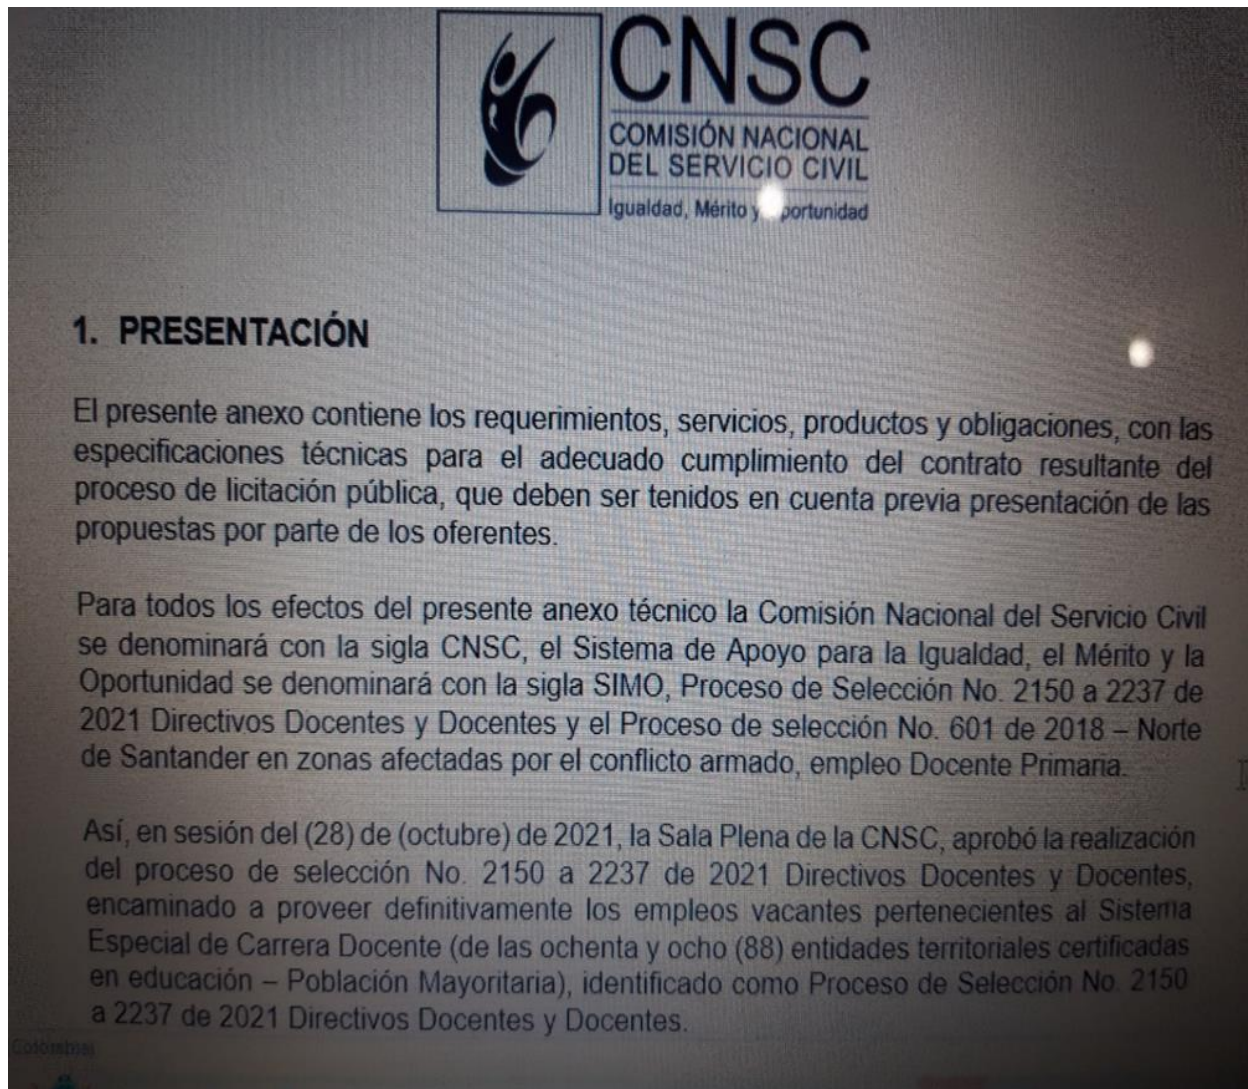 CNSC
COMISIÓN NACIONAL
DEL SERVICIO CIVIL
Igualdad, Mérito y portunidad
1. PRESENTACIÓN
El presente anexo contiene los requerimientos, servicios, productos y obligaciones, con las
especificaciones técnicas para el adecuado cumplimiento del contrato resultante del
proceso de licitación pública, que deben ser tenidos en cuenta previa presentación de las
propuestas por parte de los oferentes.
Para todos los efectos del presente anexo técnico la Comisión Nacional del Servicio Civil
se denominará con la sigla CNSC, el Sistema de Apoyo para la Igualdad, el Mérito y la
Oportunidad se denominará con la sigla SIMO, Proceso de Selección No. 2150 a 2237 de
2021 Directivos Docentes y Docentes y el Proceso de selección No. 601 de 2018 – Norte
de Santander en zonas afectadas por el conflicto armado, empleo Docente Primaria.
Así, en sesión del (28) de (octubre) de 2021, la Sala Plena de la CNSC, aprobó la realización
del proceso de selección No. 2150 a 2237 de 2021 Directivos Docentes y Docentes,
encaminado a proveer definitivamente los empleos vacantes pertenecientes al Sistema
Especial de Carrera Docente (de las ochenta y ocho (88) entidades territoriales certificadas
en educación – Población Mayoritaria), identificado como Proceso de Selección No. 2150
a 2237 de 2021 Directivos Docentes y Docentes.